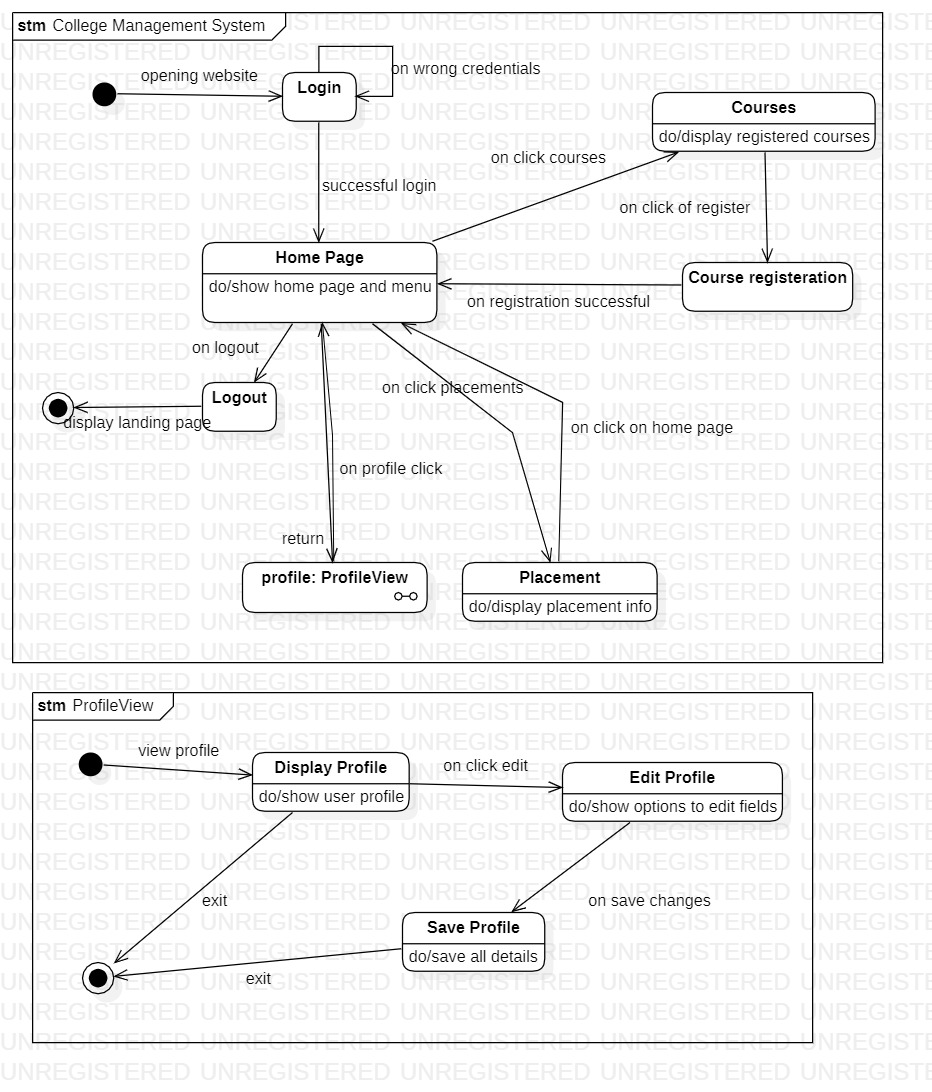 stm College Management System
opening website
Login
on wrong credentials
Courses
do/display registered courses
on click courses
successful login
on click of register
Home Page
do/show home page and menu
Course registeration
on registration successful
on logout
Logout
display landing page
on click placements
on click on home page
on profile click
return
profile: ProfileView
Placement
do/display placement info
stm ProfileView
view profile
Display Profile
do/show user profile
on click edit
Edit Profile
do/show options to edit fields
exit
on save changes
Save Profile
do/save all details
exit
UNREGISTERED